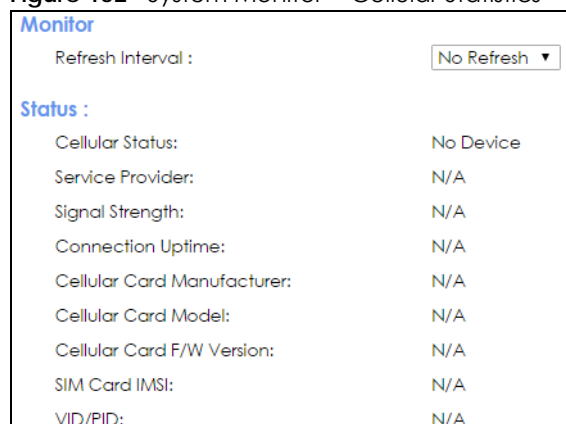 Monitor
Refresh Interval : No Refresh ▼
Status :
Cellular Status: No Device
Service Provider: N/A
Signal Strength: N/A
Connection Uptime: N/A
Cellular Card Manufacturer: N/A
Cellular Card Model: N/A
Cellular Card F/W Version: N/A
SIM Card IMSI: N/A
VID/PID: N/A